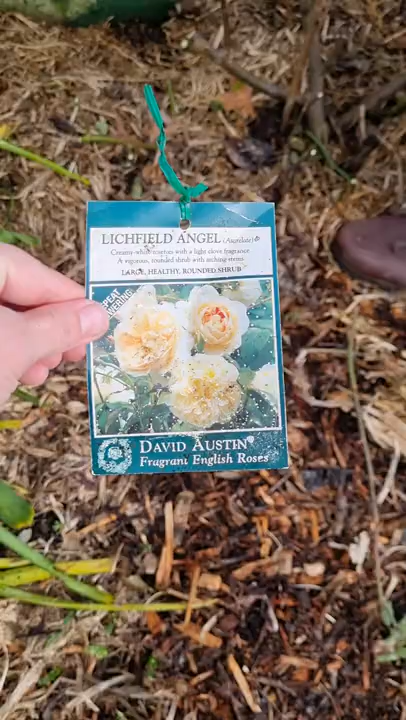 LICHFIELD ANGEL (Ausrelate)®
Creamy-white rosettes with a light clove fragrance
A vigorous, rounded shrub with arching stems
LARGE, HEALTHY, ROUNDED SHRUB
REPEAT
FLOWERING
DAVID AUSTIN®
Fragrant English Roses